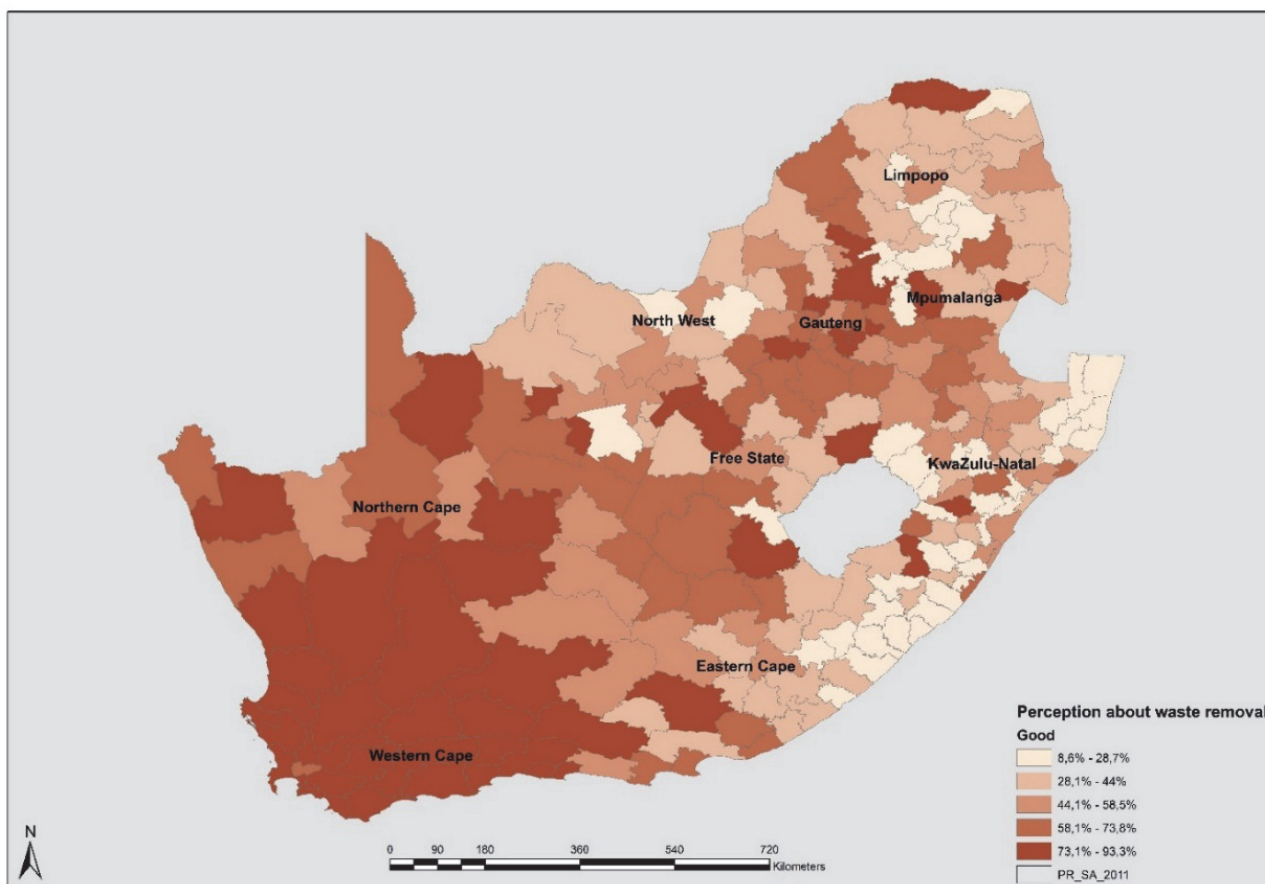 Limpopo
Mpumalanga
North West
Gauteng
Free State
KwaZulu-Natal
Northern Cape
Eastern Cape
Western Cape
Perception about waste removal
Good
8,6% - 28,7%
28,1% - 44%
44,1% - 58,5%
58,1% - 73,8%
73,1% - 93,3%
PR_SA_2011
N
0 90 180 360 540 720
Kilometers